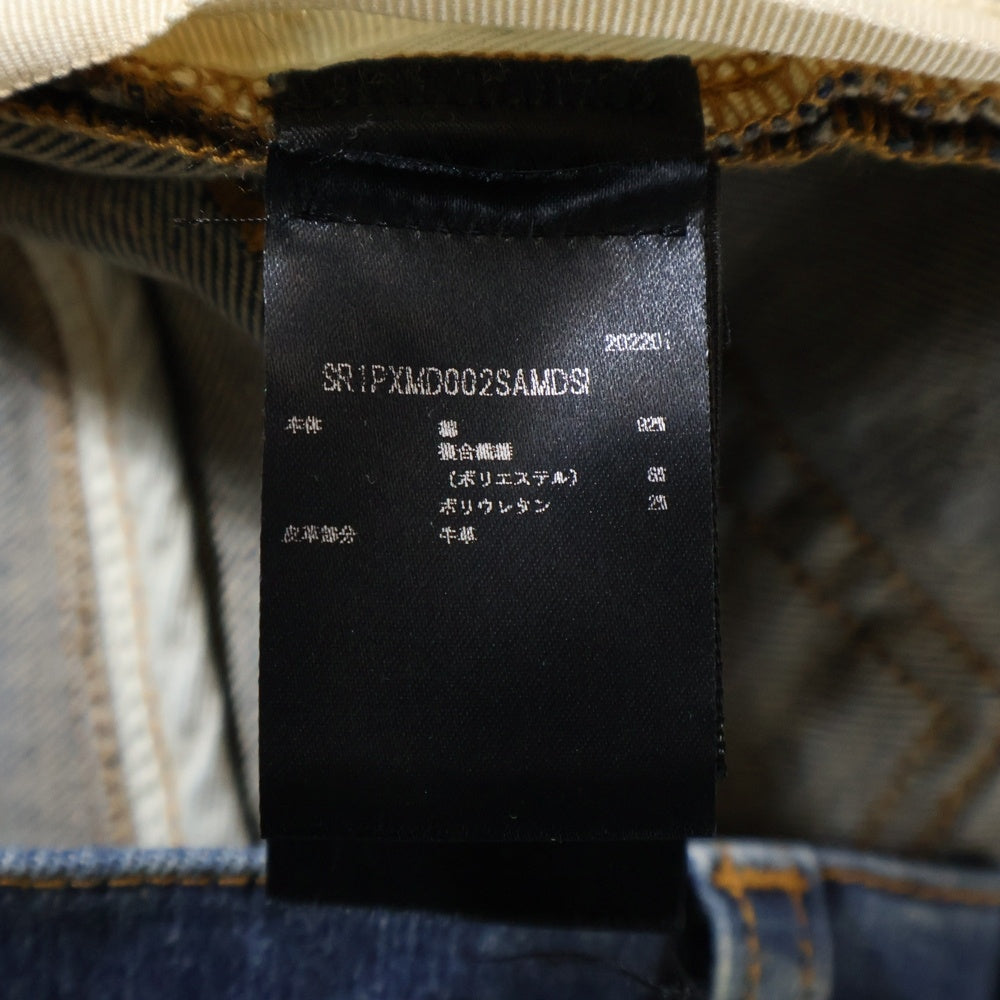 202201
SR1PXMD002SAMDSI
本体 綿 92%
複合繊維
(ポリエステル) 6%
ポリウレタン 2%
皮革部分 牛革